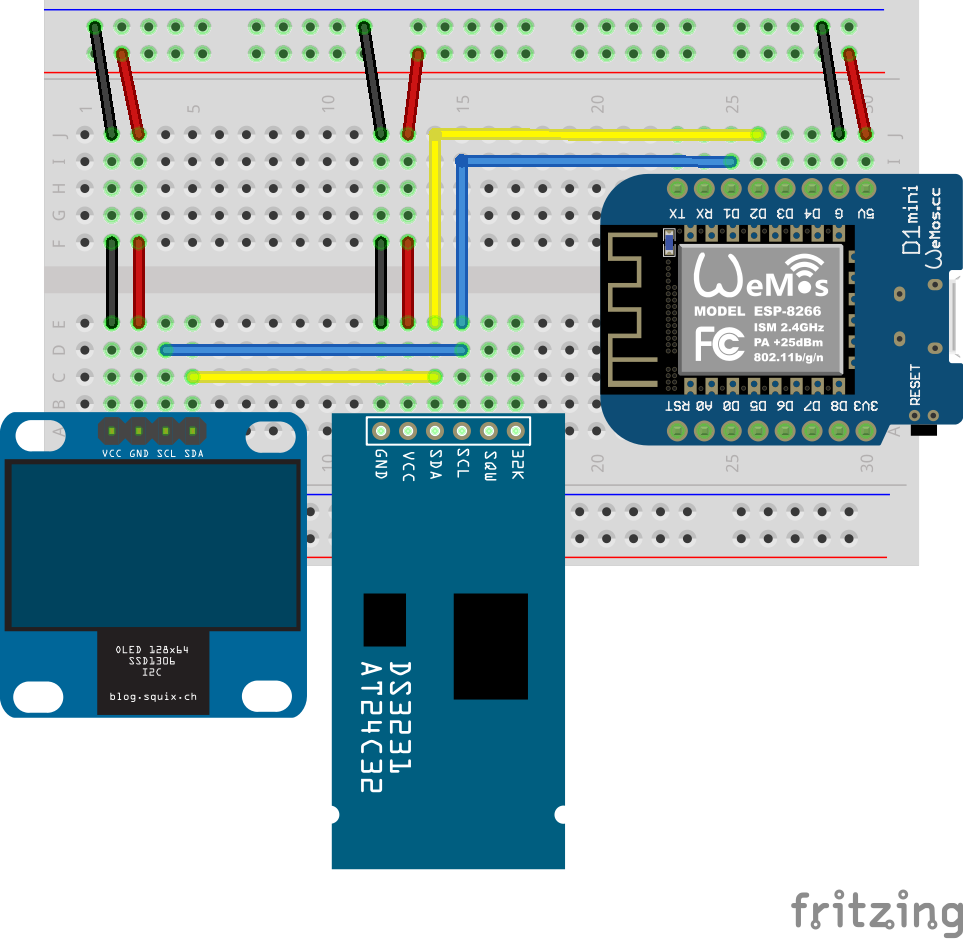 1 5 10 15 20 25 30
J J
I I
H
G
F
E
D
C
B
A A
10 20 25 30
TX RX D1 D2 D3 D4 G 5V
D1mini
WeMos.cc
WeMos
MODEL ESP-8266
FC ISM 2.4GHz
PA +25dBm
802.11b/g/n
RESET
RST A0 D0 D5 D6 D7 D8 3V3
VCC GND SCL SDA
GND VCC SDA SCL SQW 32K
OLED 128x64
SSD1306
I2C
blog.squix.ch
DS3231
AT24C32
fritzing